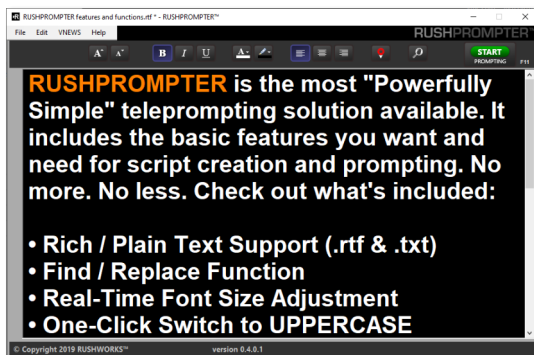 RUSHPROMPTER features and functions.rtf * - RUSHPROMPTER™
File Edit VNEWS Help
RUSHPROMPTER™
A A B I U A START
PROMPTING F11
RUSHPROMPTER is the most "Powerfully
Simple" teleprompting solution available. It
includes the basic features you want and
need for script creation and prompting. No
more. No less. Check out what's included:
• Rich / Plain Text Support (.rtf & .txt)
• Find / Replace Function
• Real-Time Font Size Adjustment
• One-Click Switch to UPPERCASE
© Copyright 2019 RUSHWORKS™ version 0.4.0.1